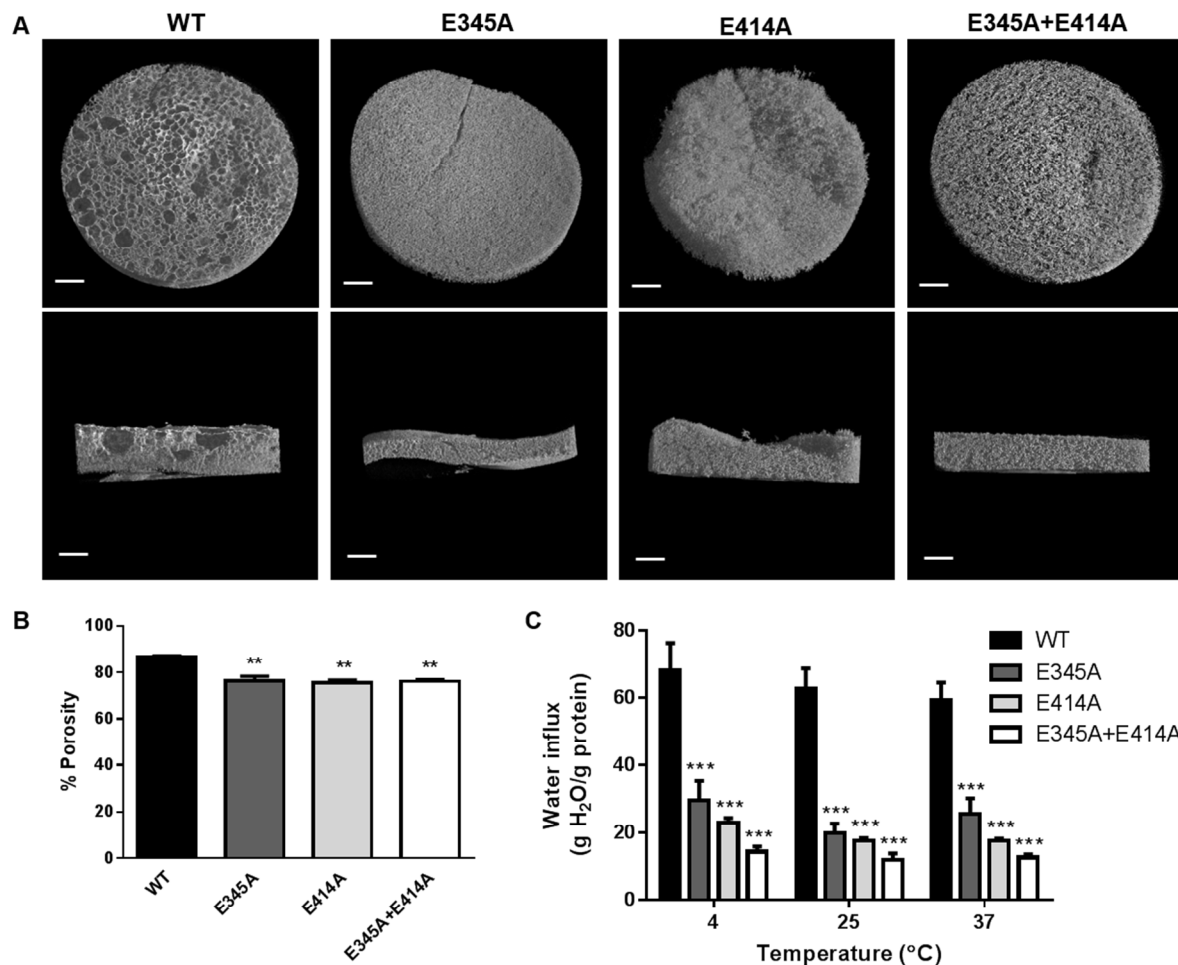 A
WT
E345A
E414A
E345A+E414A
B
100
80
60
40
20
0
% Porosity
**
**
**
WT
E345A
E414A
E345A+E414A
C
80
60
40
20
0
Water influx
(g H₂O/g protein)
***
***
***
***
***
***
***
***
***
4
25
37
Temperature (°C)
WT
E345A
E414A
E345A+E414A